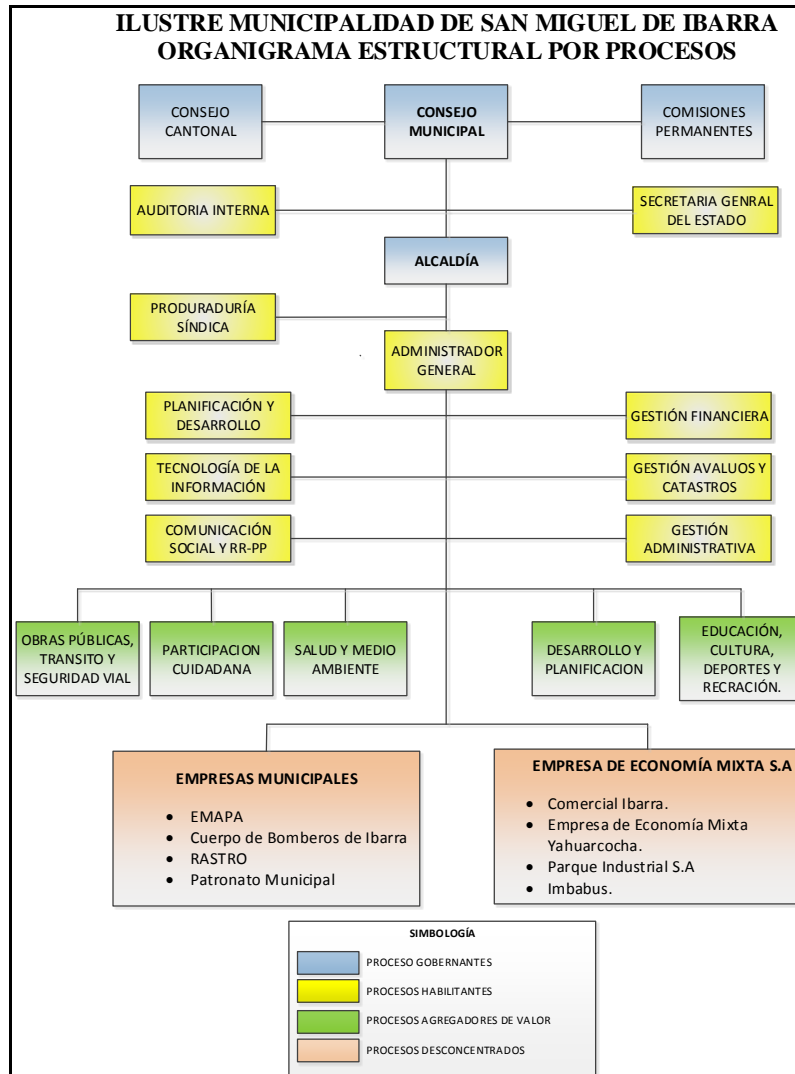 ILUSTRE MUNICIPALIDAD DE SAN MIGUEL DE IBARRA
ORGANIGRAMA ESTRUCTURAL POR PROCESOS
CONSEJO
CANTONAL
CONSEJO
MUNICIPAL
COMISIONES
PERMANENTES
AUDITORIA INTERNA
SECRETARIA GENRAL
DEL ESTADO
ALCALDÍA
PRODURADURÍA
SÍNDICA
ADMINISTRADOR
GENERAL
PLANIFICACIÓN Y
DESARROLLO
GESTIÓN FINANCIERA
TECNOLOGÍA DE LA
INFORMACIÓN
GESTIÓN AVALUOS Y
CATASTROS
COMUNICACIÓN
SOCIAL Y RR-PP
GESTIÓN
ADMINISTRATIVA
OBRAS PÚBLICAS,
TRANSITO Y
SEGURIDAD VIAL
PARTICIPACION
CUIDADANA
SALUD Y MEDIO
AMBIENTE
DESARROLLO Y
PLANIFICACION
EDUCACIÓN,
CULTURA,
DEPORTES Y
RECRACIÓN.
EMPRESAS MUNICIPALES
• EMAPA
• Cuerpo de Bomberos de Ibarra
• RASTRO
• Patronato Municipal
EMPRESA DE ECONOMÍA MIXTA S.A
• Comercial Ibarra.
• Empresa de Economía Mixta
Yahuarcocha.
• Parque Industrial S.A
• Imbabus.
SIMBOLOGÍA
PROCESO GOBERNANTES
PROCESOS HABILITANTES
PROCESOS AGREGADORES DE VALOR
PROCESOS DESCONCENTRADOS